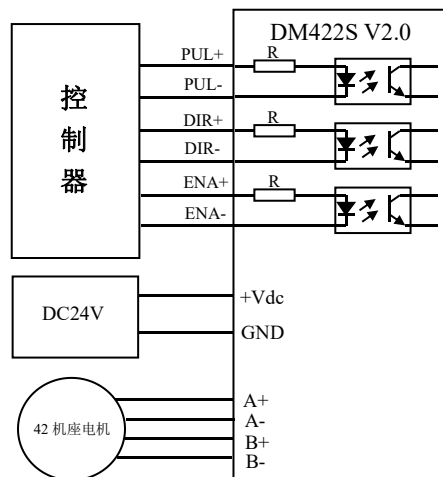 DM422S V2.0
控
制
器
PUL+
R
PUL-
DIR+
R
DIR-
ENA+
R
ENA-
DC24V
+Vdc
GND
42 机座电机
A+
A-
B+
B-